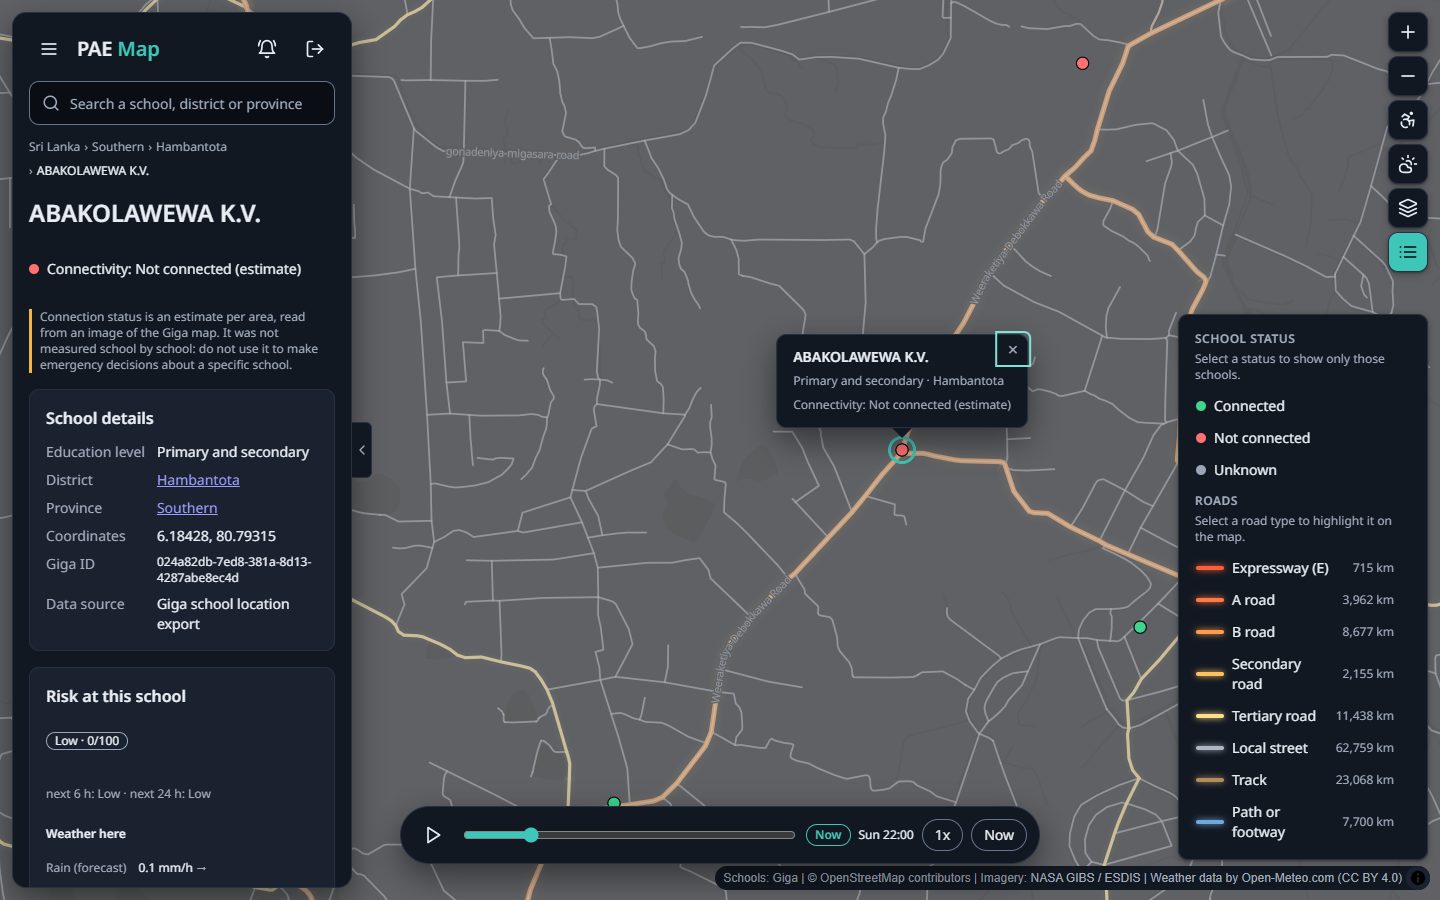 PAE Map
Search a school, district or province
Sri Lanka › Southern › Hambantota
› ABAKOLAWEWA K.V.
ABAKOLAWEWA K.V.
Connectivity: Not connected (estimate)
Connection status is an estimate per area, read
from an image of the Giga map. It was not
measured school by school: do not use it to make
emergency decisions about a specific school.
School details
Education level Primary and secondary
District Hambantota
Province Southern
Coordinates 6.18428, 80.79315
Giga ID 024a82db-7ed8-381a-8d13-
4287abe8ec4d
Data source Giga school location
export
Risk at this school
Low · 0/100
next 6 h: Low · next 24 h: Low
Weather here
Rain (forecast) 0.1 mm/h →
gonadeniya-migasara-road
Weeraketiya-Debokkawa-Road
ABAKOLAWEWA K.V.
Primary and secondary · Hambantota
Connectivity: Not connected (estimate)
Weeraketiya-Debokkawa-Road
Now Sun 22:00 1x Now
SCHOOL STATUS
Select a status to show only those
schools.
Connected
Not connected
Unknown
ROADS
Select a road type to highlight it on
the map.
Expressway (E) 715 km
A road 3,962 km
B road 8,677 km
Secondary
road 2,155 km
Tertiary road 11,438 km
Local street 62,759 km
Track 23,068 km
Path or
footway 7,700 km
Schools: Giga | © OpenStreetMap contributors | Imagery: NASA GIBS / ESDIS | Weather data by Open-Meteo.com (CC BY 4.0)